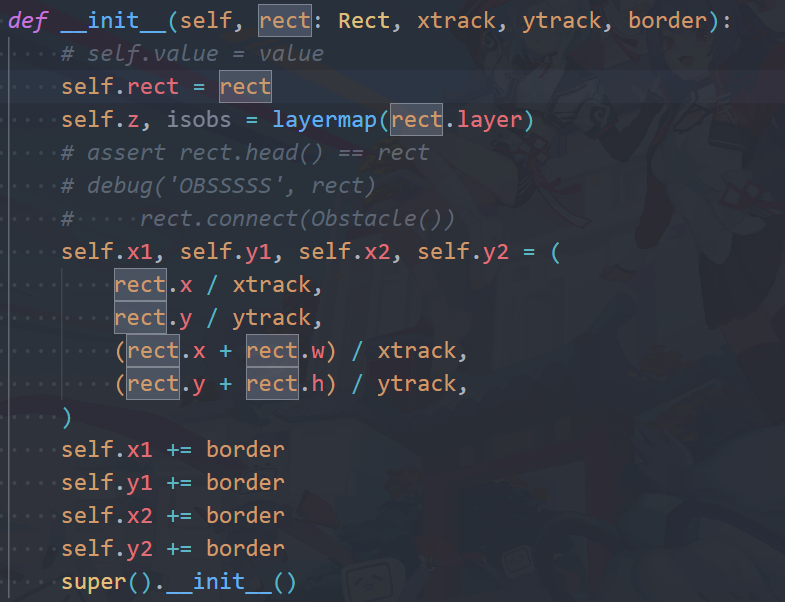 def __init__(self, rect: Rect, xtrack, ytrack, border):
# self.value = value
self.rect = rect
self.z, isobs = layermap(rect.layer)
# assert rect.head() == rect
# debug('OBSSSSS', rect)
#     rect.connect(Obstacle())
self.x1, self.y1, self.x2, self.y2 = (
rect.x / xtrack,
rect.y / ytrack,
(rect.x + rect.w) / xtrack,
(rect.y + rect.h) / ytrack,
)
self.x1 += border
self.y1 += border
self.x2 += border
self.y2 += border
super().__init__()